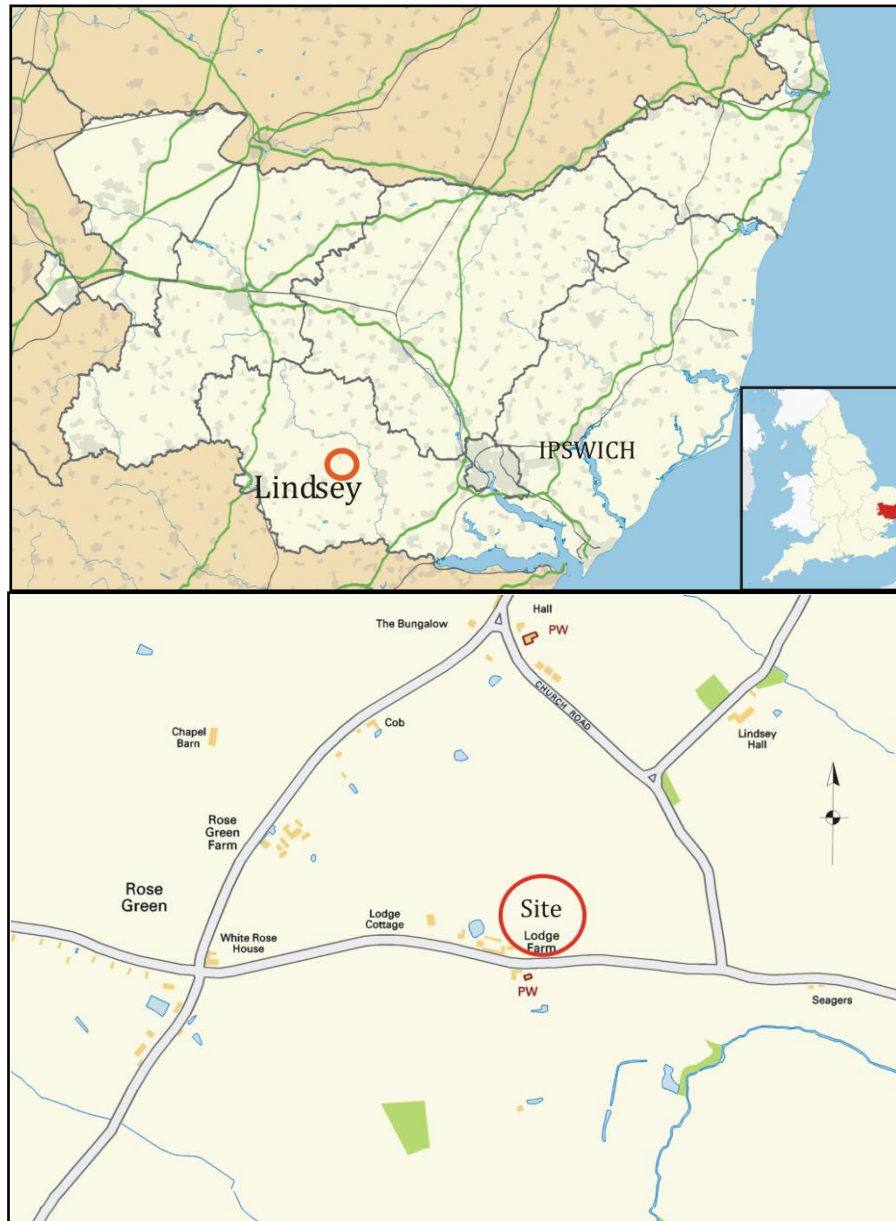 IPSWICH
Lindsey
The Bungalow
Hall
PW
CHURCH ROAD
Chapel
Barn
Cob
Lindsey
Hall
Rose
Green
Farm
Rose
Green
Lodge
Cottage
Site
Lodge
Farm
White Rose
House
PW
Seagers